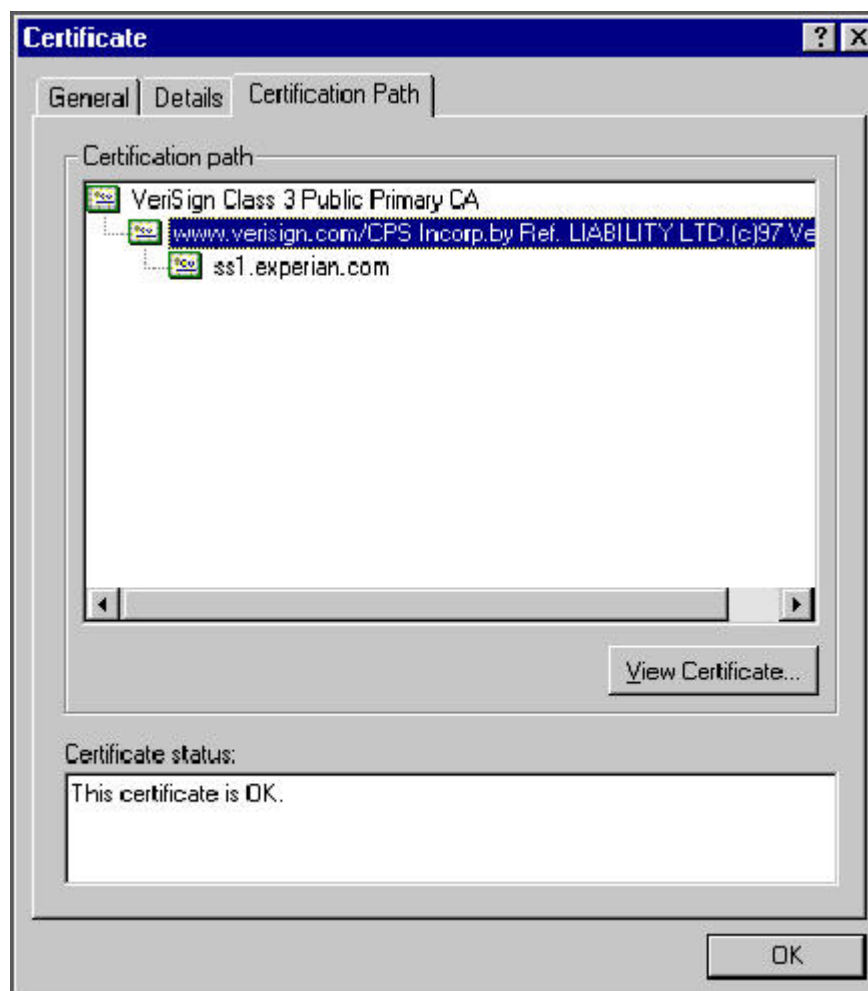 Certificate
General Details Certification Path
Certification path
VeriSign Class 3 Public Primary CA
www.verisign.com/CPS Incorp.by Ref. LIABILITY LTD.(c)97 Ve
ss1.experian.com
View Certificate...
Certificate status:
This certificate is OK.
OK